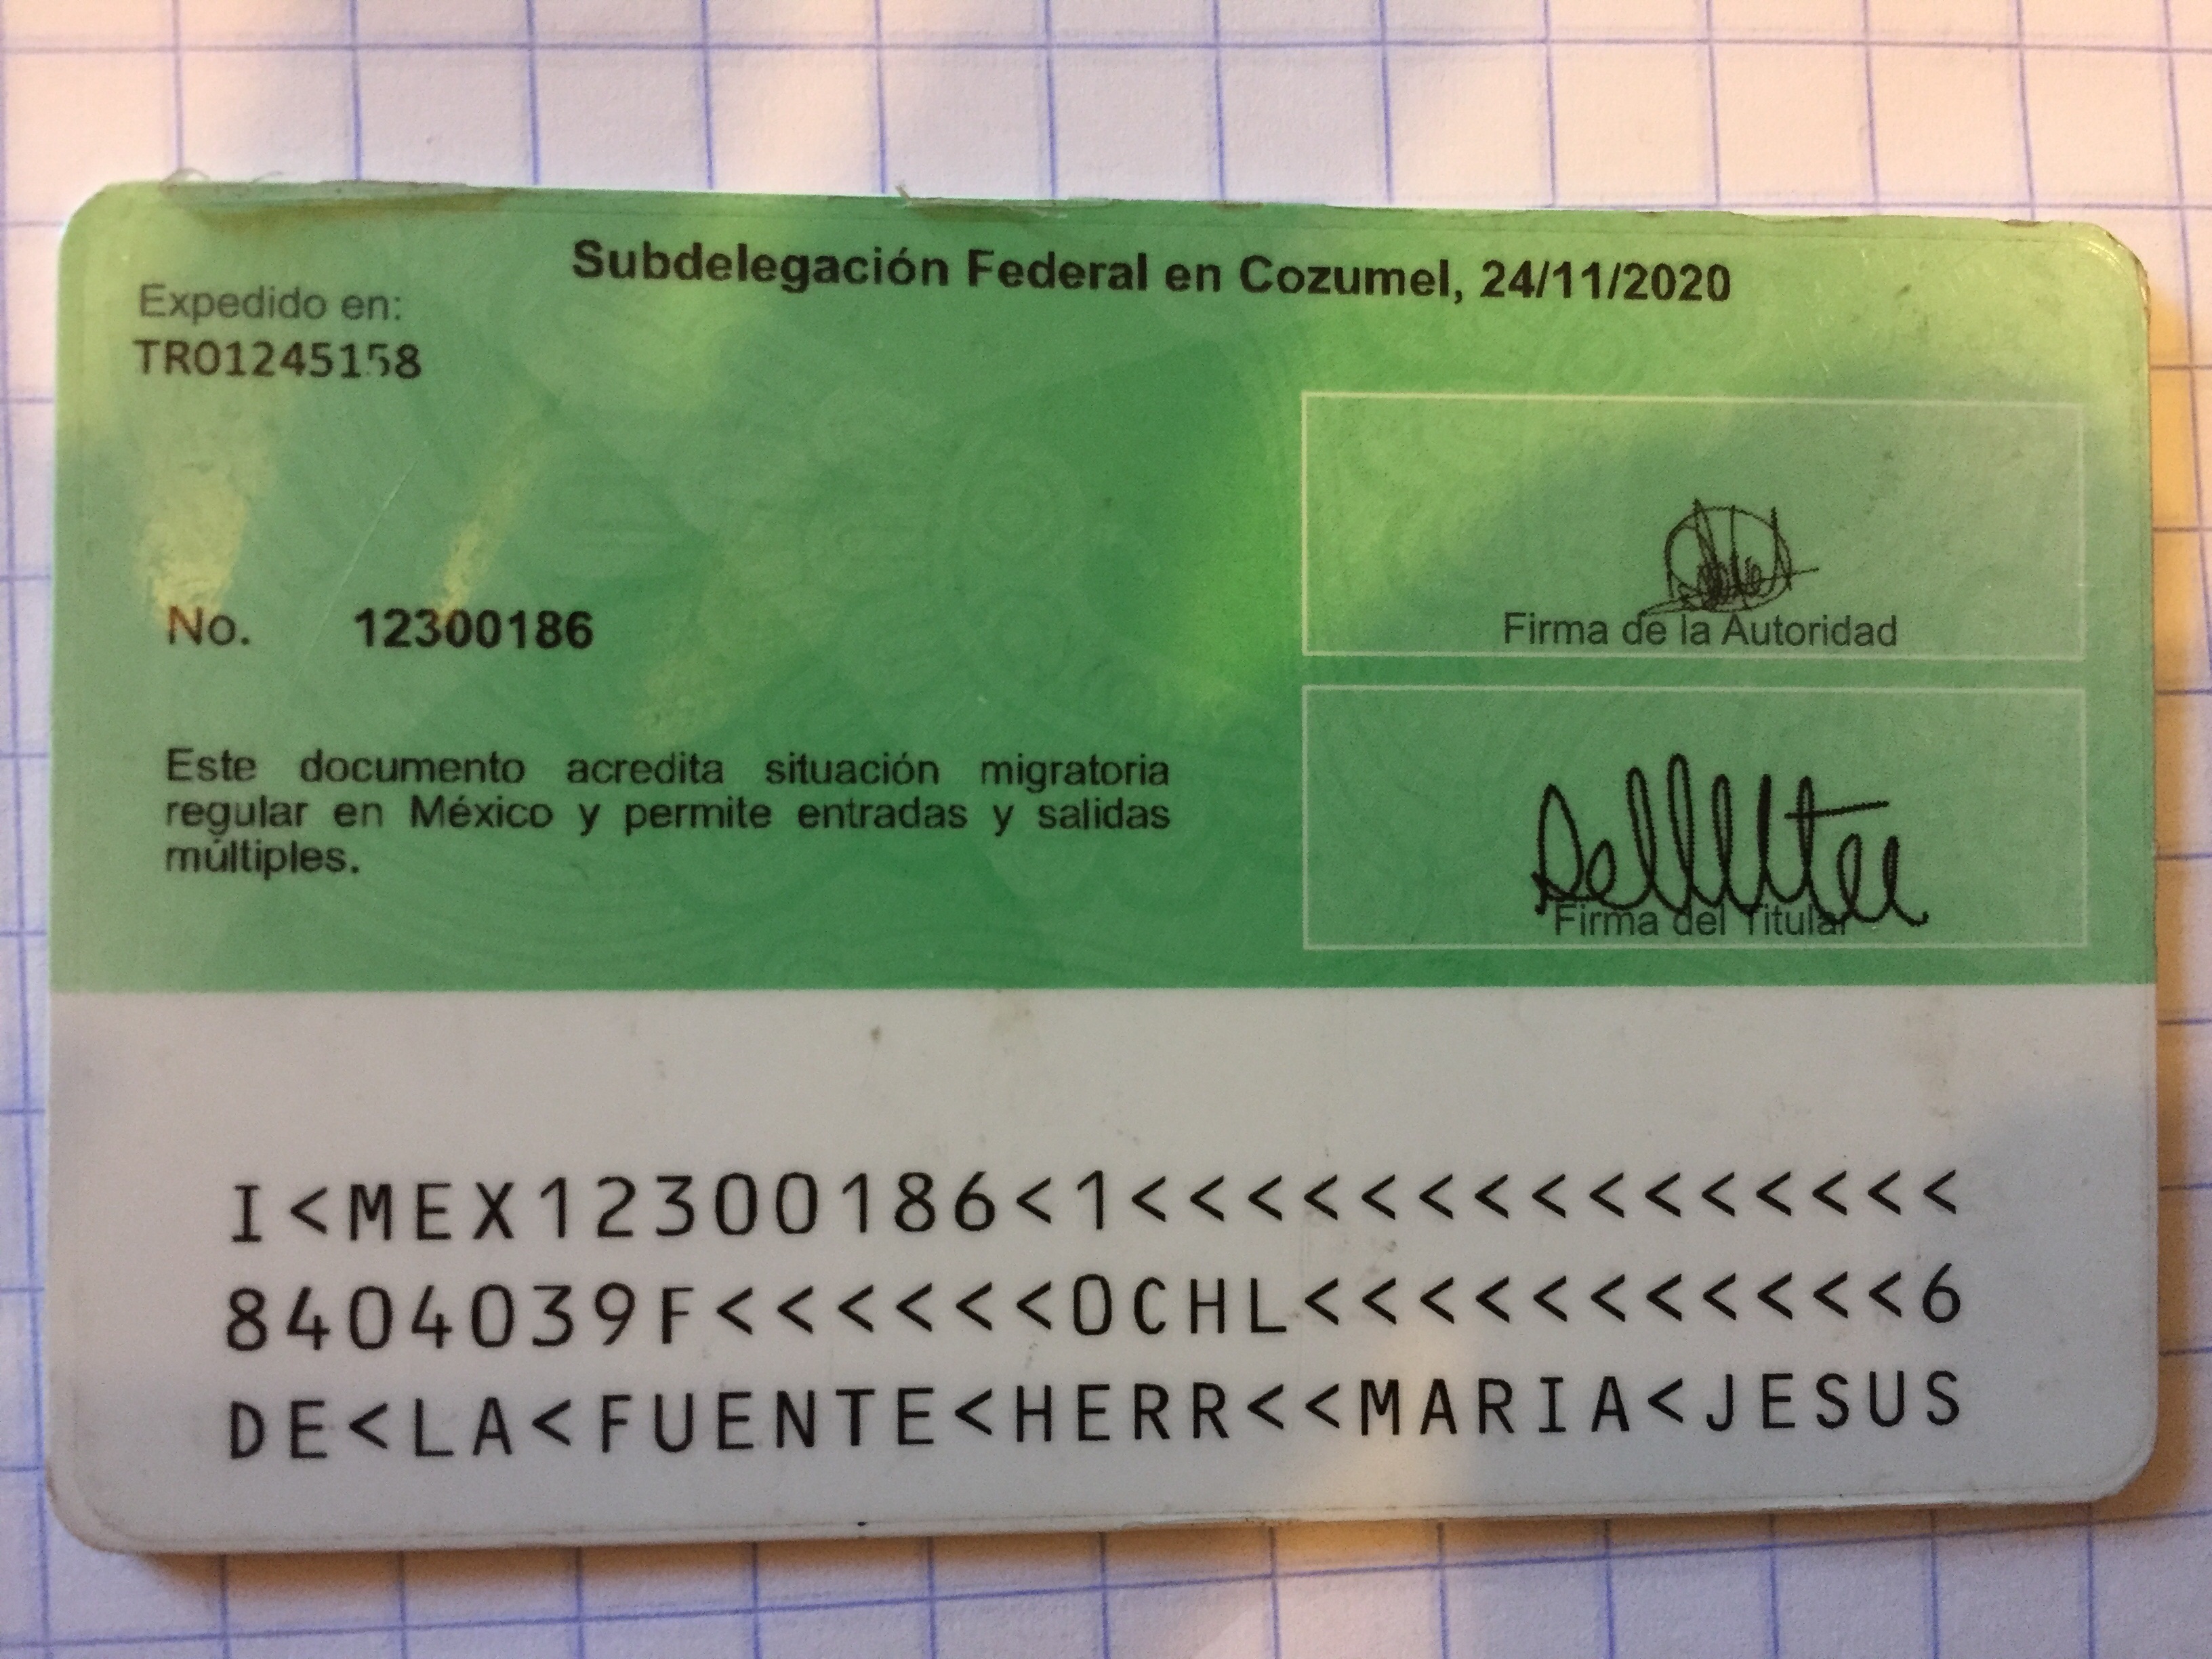 Subdelegación Federal en Cozumel, 24/11/2020
Expedido en:
TR01245158
No. 12300186
Este documento acredita situación migratoria
regular en México y permite entradas y salidas
múltiples.
Firma de la Autoridad
Firma del Titular
I<MEX12300186<1<<<<<<<<<<<<<<<
8404039F<<<<<<OCHL<<<<<<<<<<<6
DE<LA<FUENTE<HERR<<MARIA<JESUS